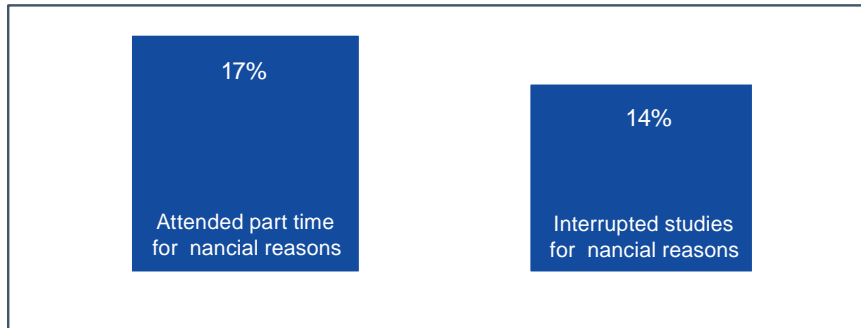 17%
Attended part time
for nancial reasons
14%
Interrupted studies
for nancial reasons